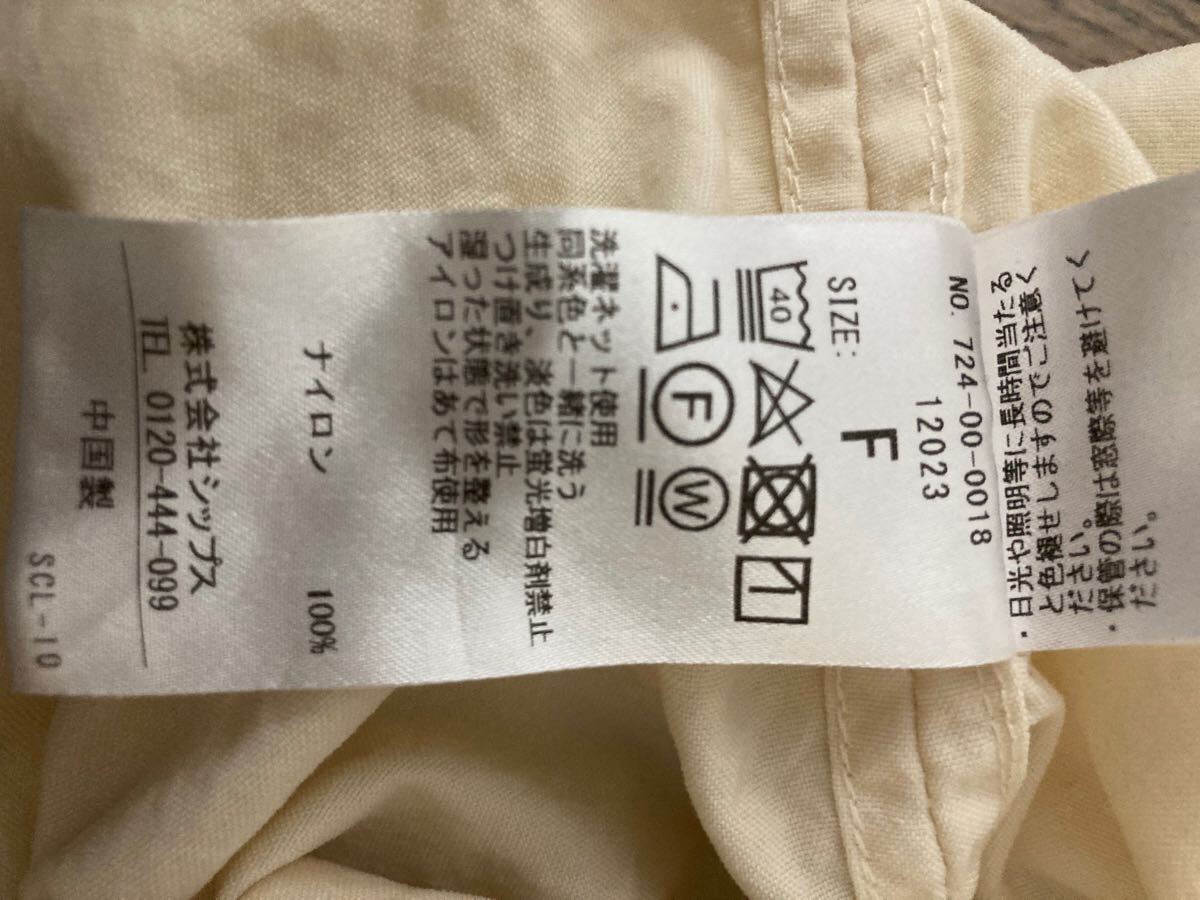 ・日光や照明等に長時間当たる
と色褪せしますのでご注意く
ださい。
・保管の際は窓際等を避けてく
ださい。
NO. 724-00-0018
12023
SIZE:
F
40
F
W
洗濯ネット使用
同系色と一緒に洗う
生成り、淡色は蛍光増白剤禁止
つけ置き洗い禁止
湿った状態で形を整える
アイロンはあて布使用
ナイロン 100%
株式会社シップス
TEL 0120-444-099
中国製
SCL-10